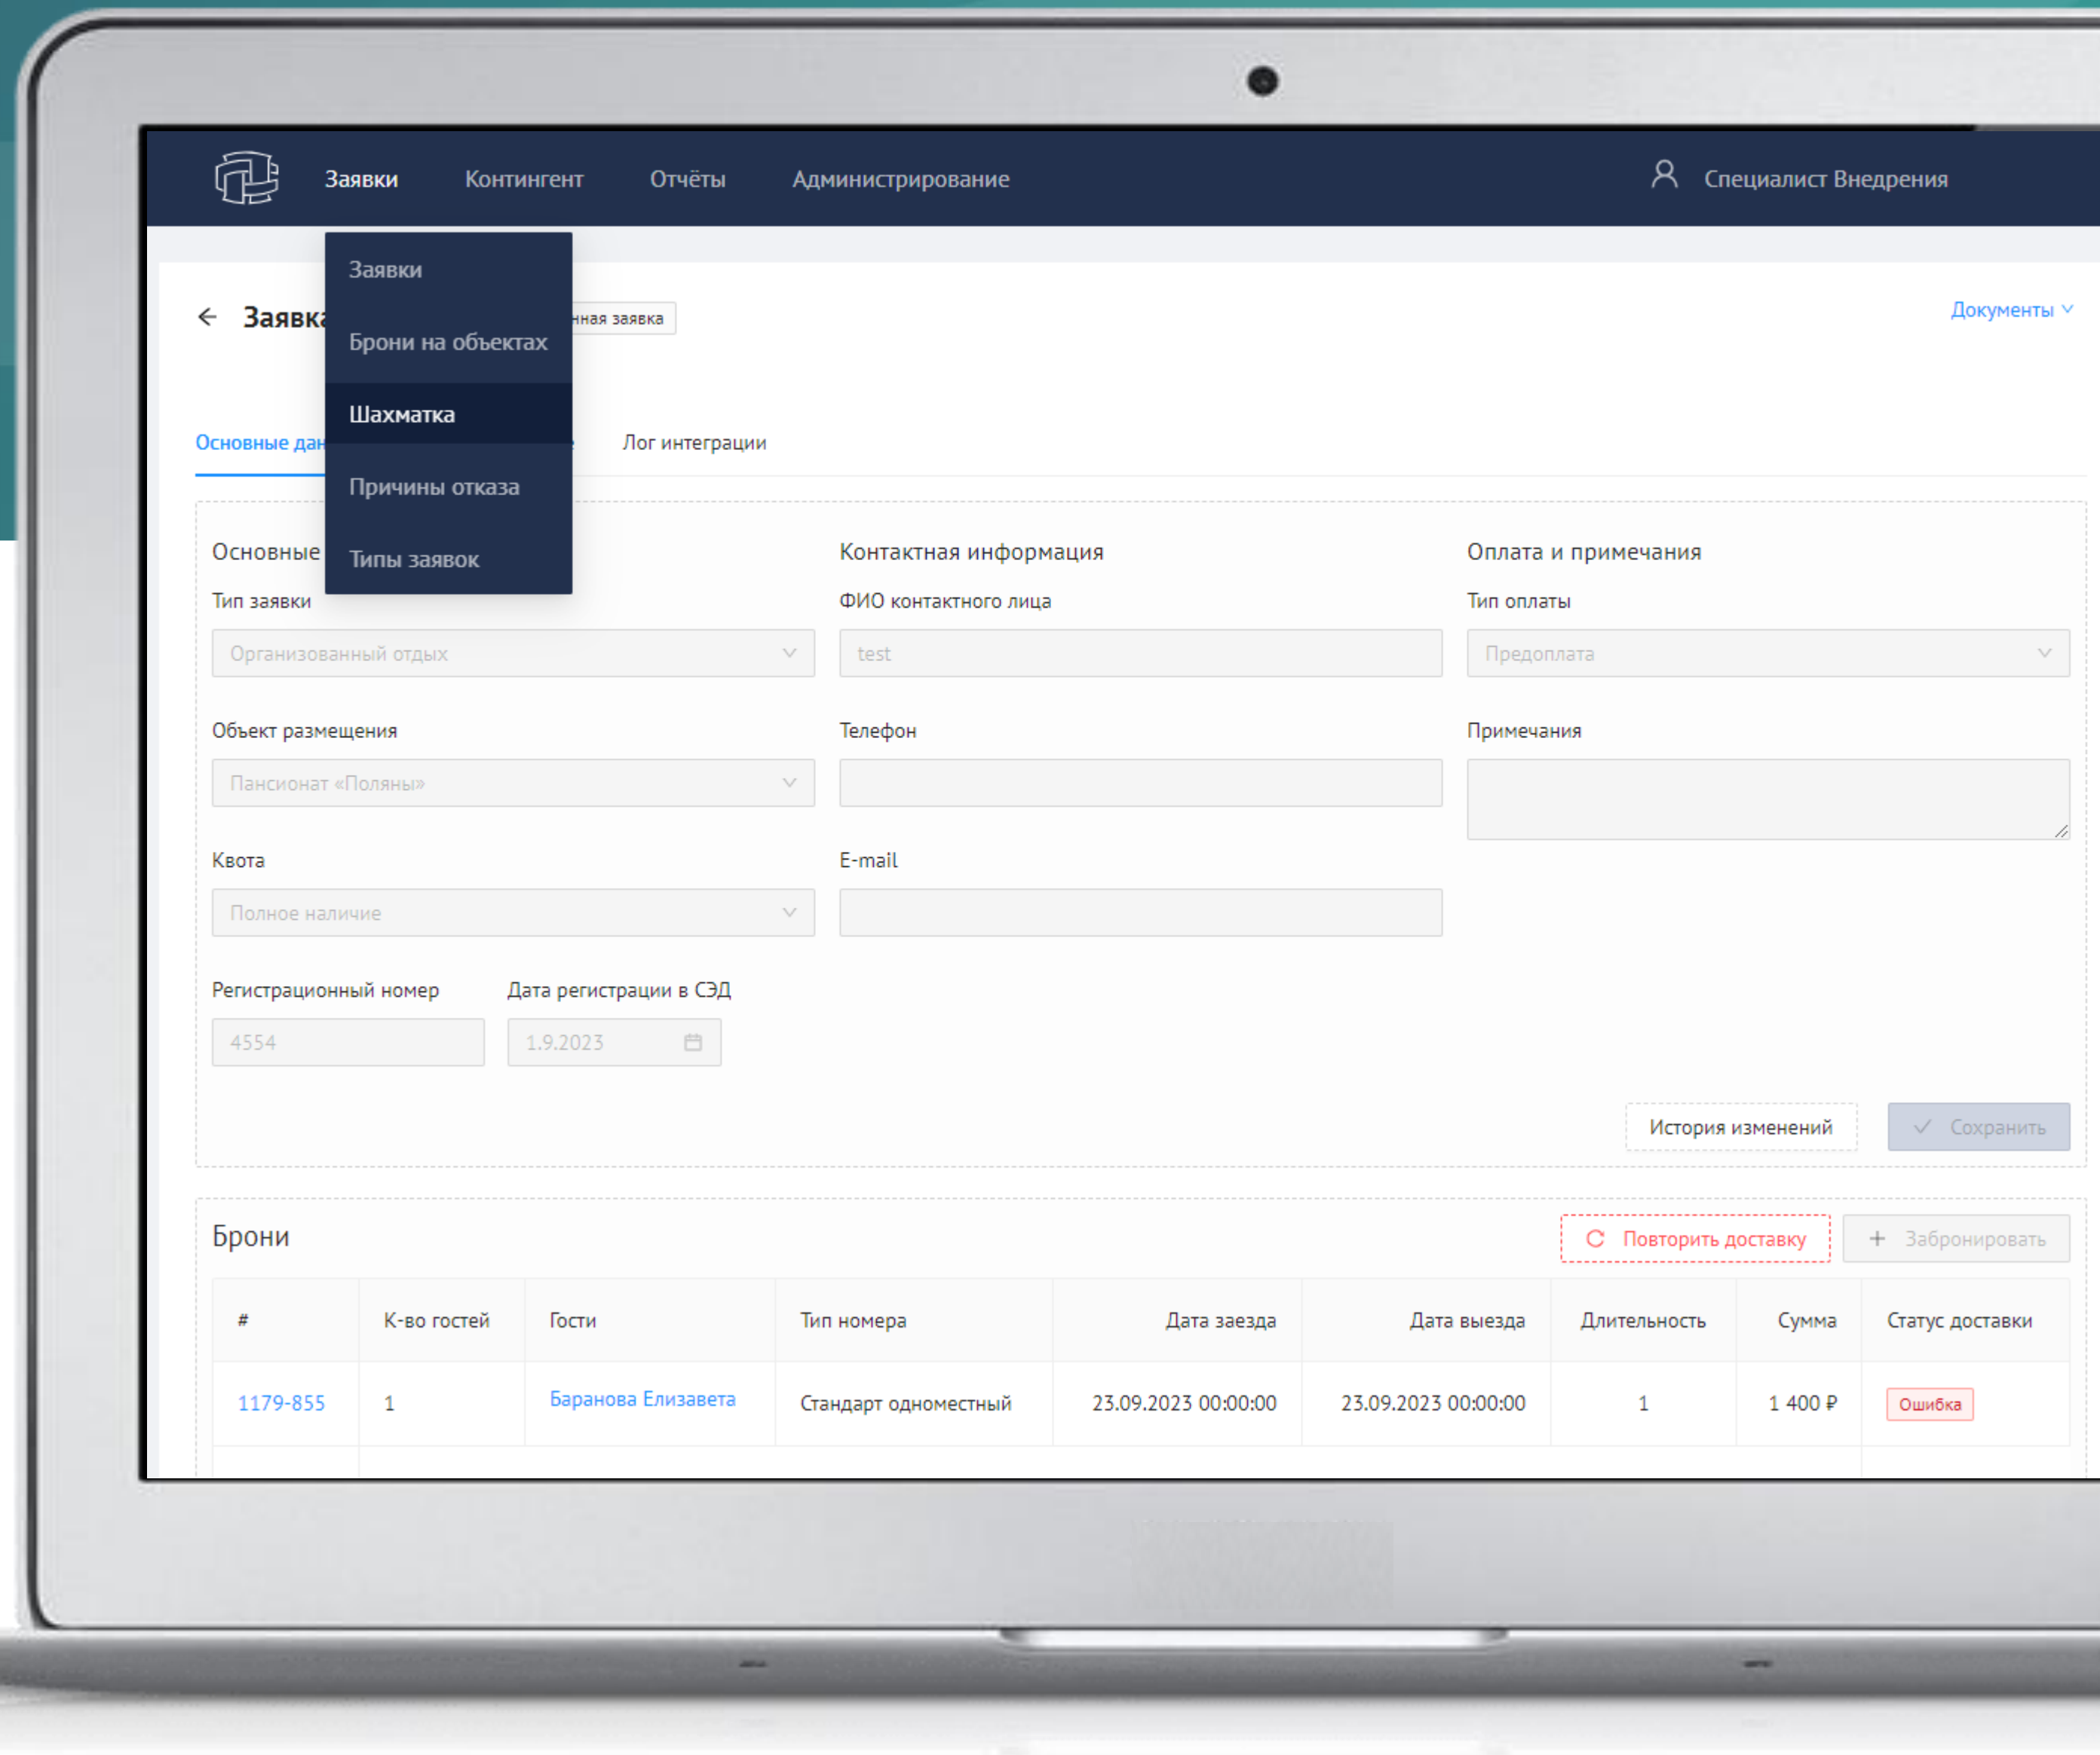 Заявки Контингент Отчёты Администрирование Специалист Внедрения
Заявки
Брони на объектах
Шахматка
Причины отказа
Типы заявок
нная заявка
Документы
Лог интеграции
Основные
Контактная информация
Оплата и примечания
Тип заявки
ФИО контактного лица
Тип оплаты
Организованный отдых
test
Предоплата
Объект размещения
Телефон
Примечания
Пансионат «Поляны»
Квота
E-mail
Полное наличие
Регистрационный номер
Дата регистрации в СЭД
4554
1.9.2023
История изменений
Сохранить
Брони
Повторить доставку
+ Забронировать
# К-во гостей Гости Тип номера Дата заезда Дата выезда Длительность Сумма Статус доставки
1179-855 1 Баранова Елизавета Стандарт одноместный 23.09.2023 00:00:00 23.09.2023 00:00:00 1 1 400 ₽ Ошибка